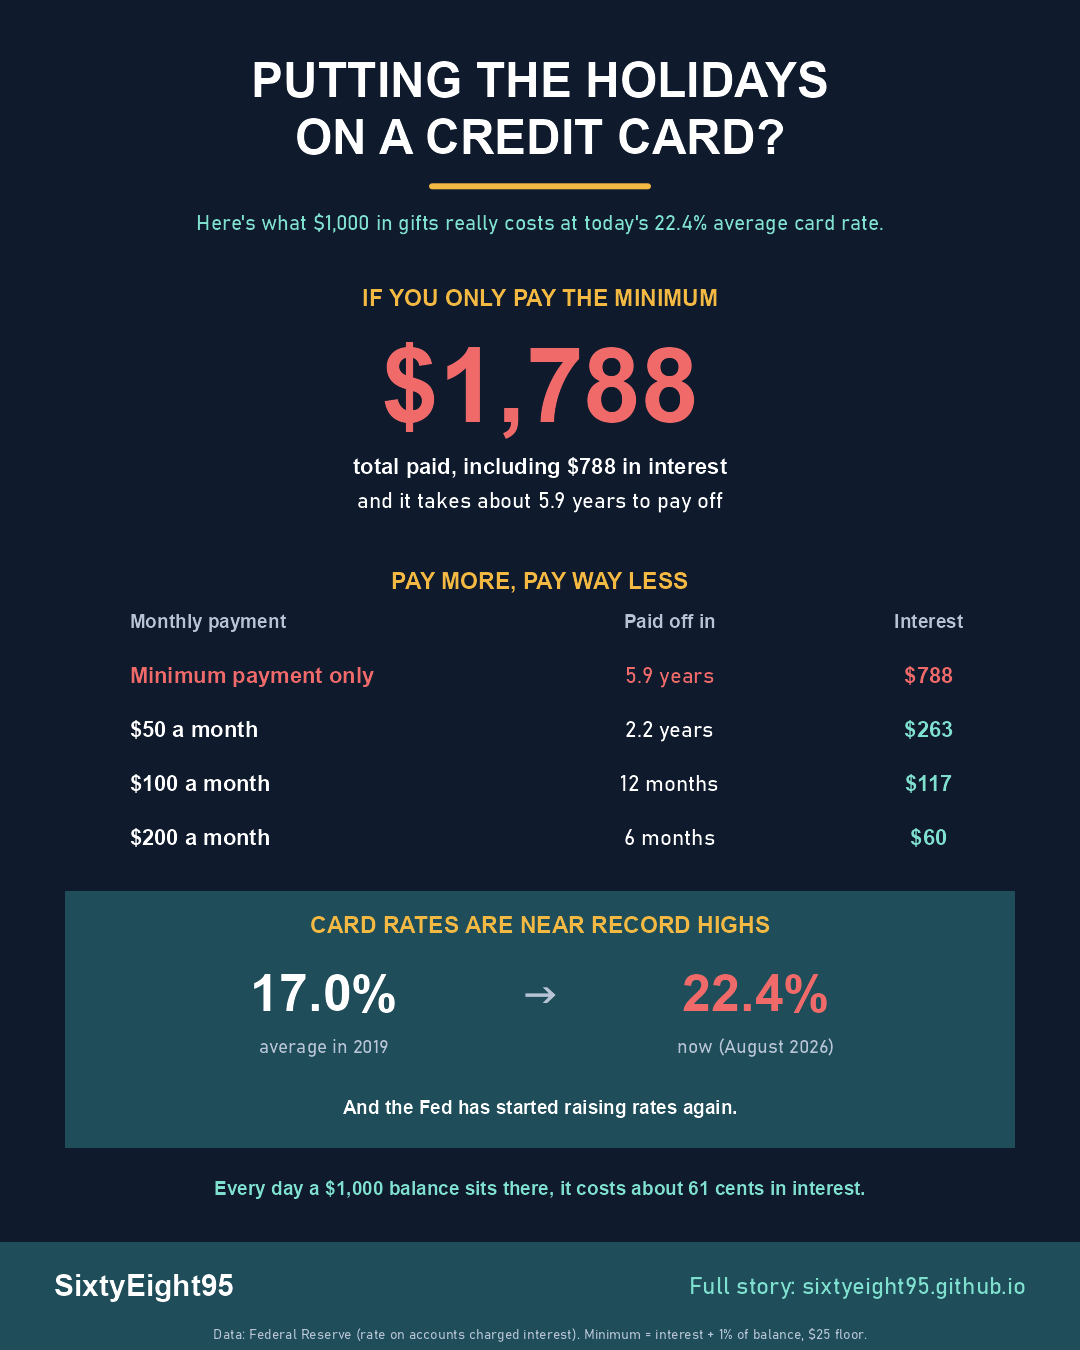 PUTTING THE HOLIDAYS
ON A CREDIT CARD?
Here's what $1,000 in gifts really costs at today's 22.4% average card rate.
IF YOU ONLY PAY THE MINIMUM
$1,788
total paid, including $788 in interest
and it takes about 5.9 years to pay off
PAY MORE, PAY WAY LESS
Monthly payment Paid off in Interest
Minimum payment only 5.9 years $788
$50 a month 2.2 years $263
$100 a month 12 months $117
$200 a month 6 months $60
CARD RATES ARE NEAR RECORD HIGHS
17.0% → 22.4%
average in 2019 now (August 2026)
And the Fed has started raising rates again.
Every day a $1,000 balance sits there, it costs about 61 cents in interest.
SixtyEight95 Full story: sixtyeight95.github.io
Data: Federal Reserve (rate on accounts charged interest). Minimum = interest + 1% of balance, $25 floor.